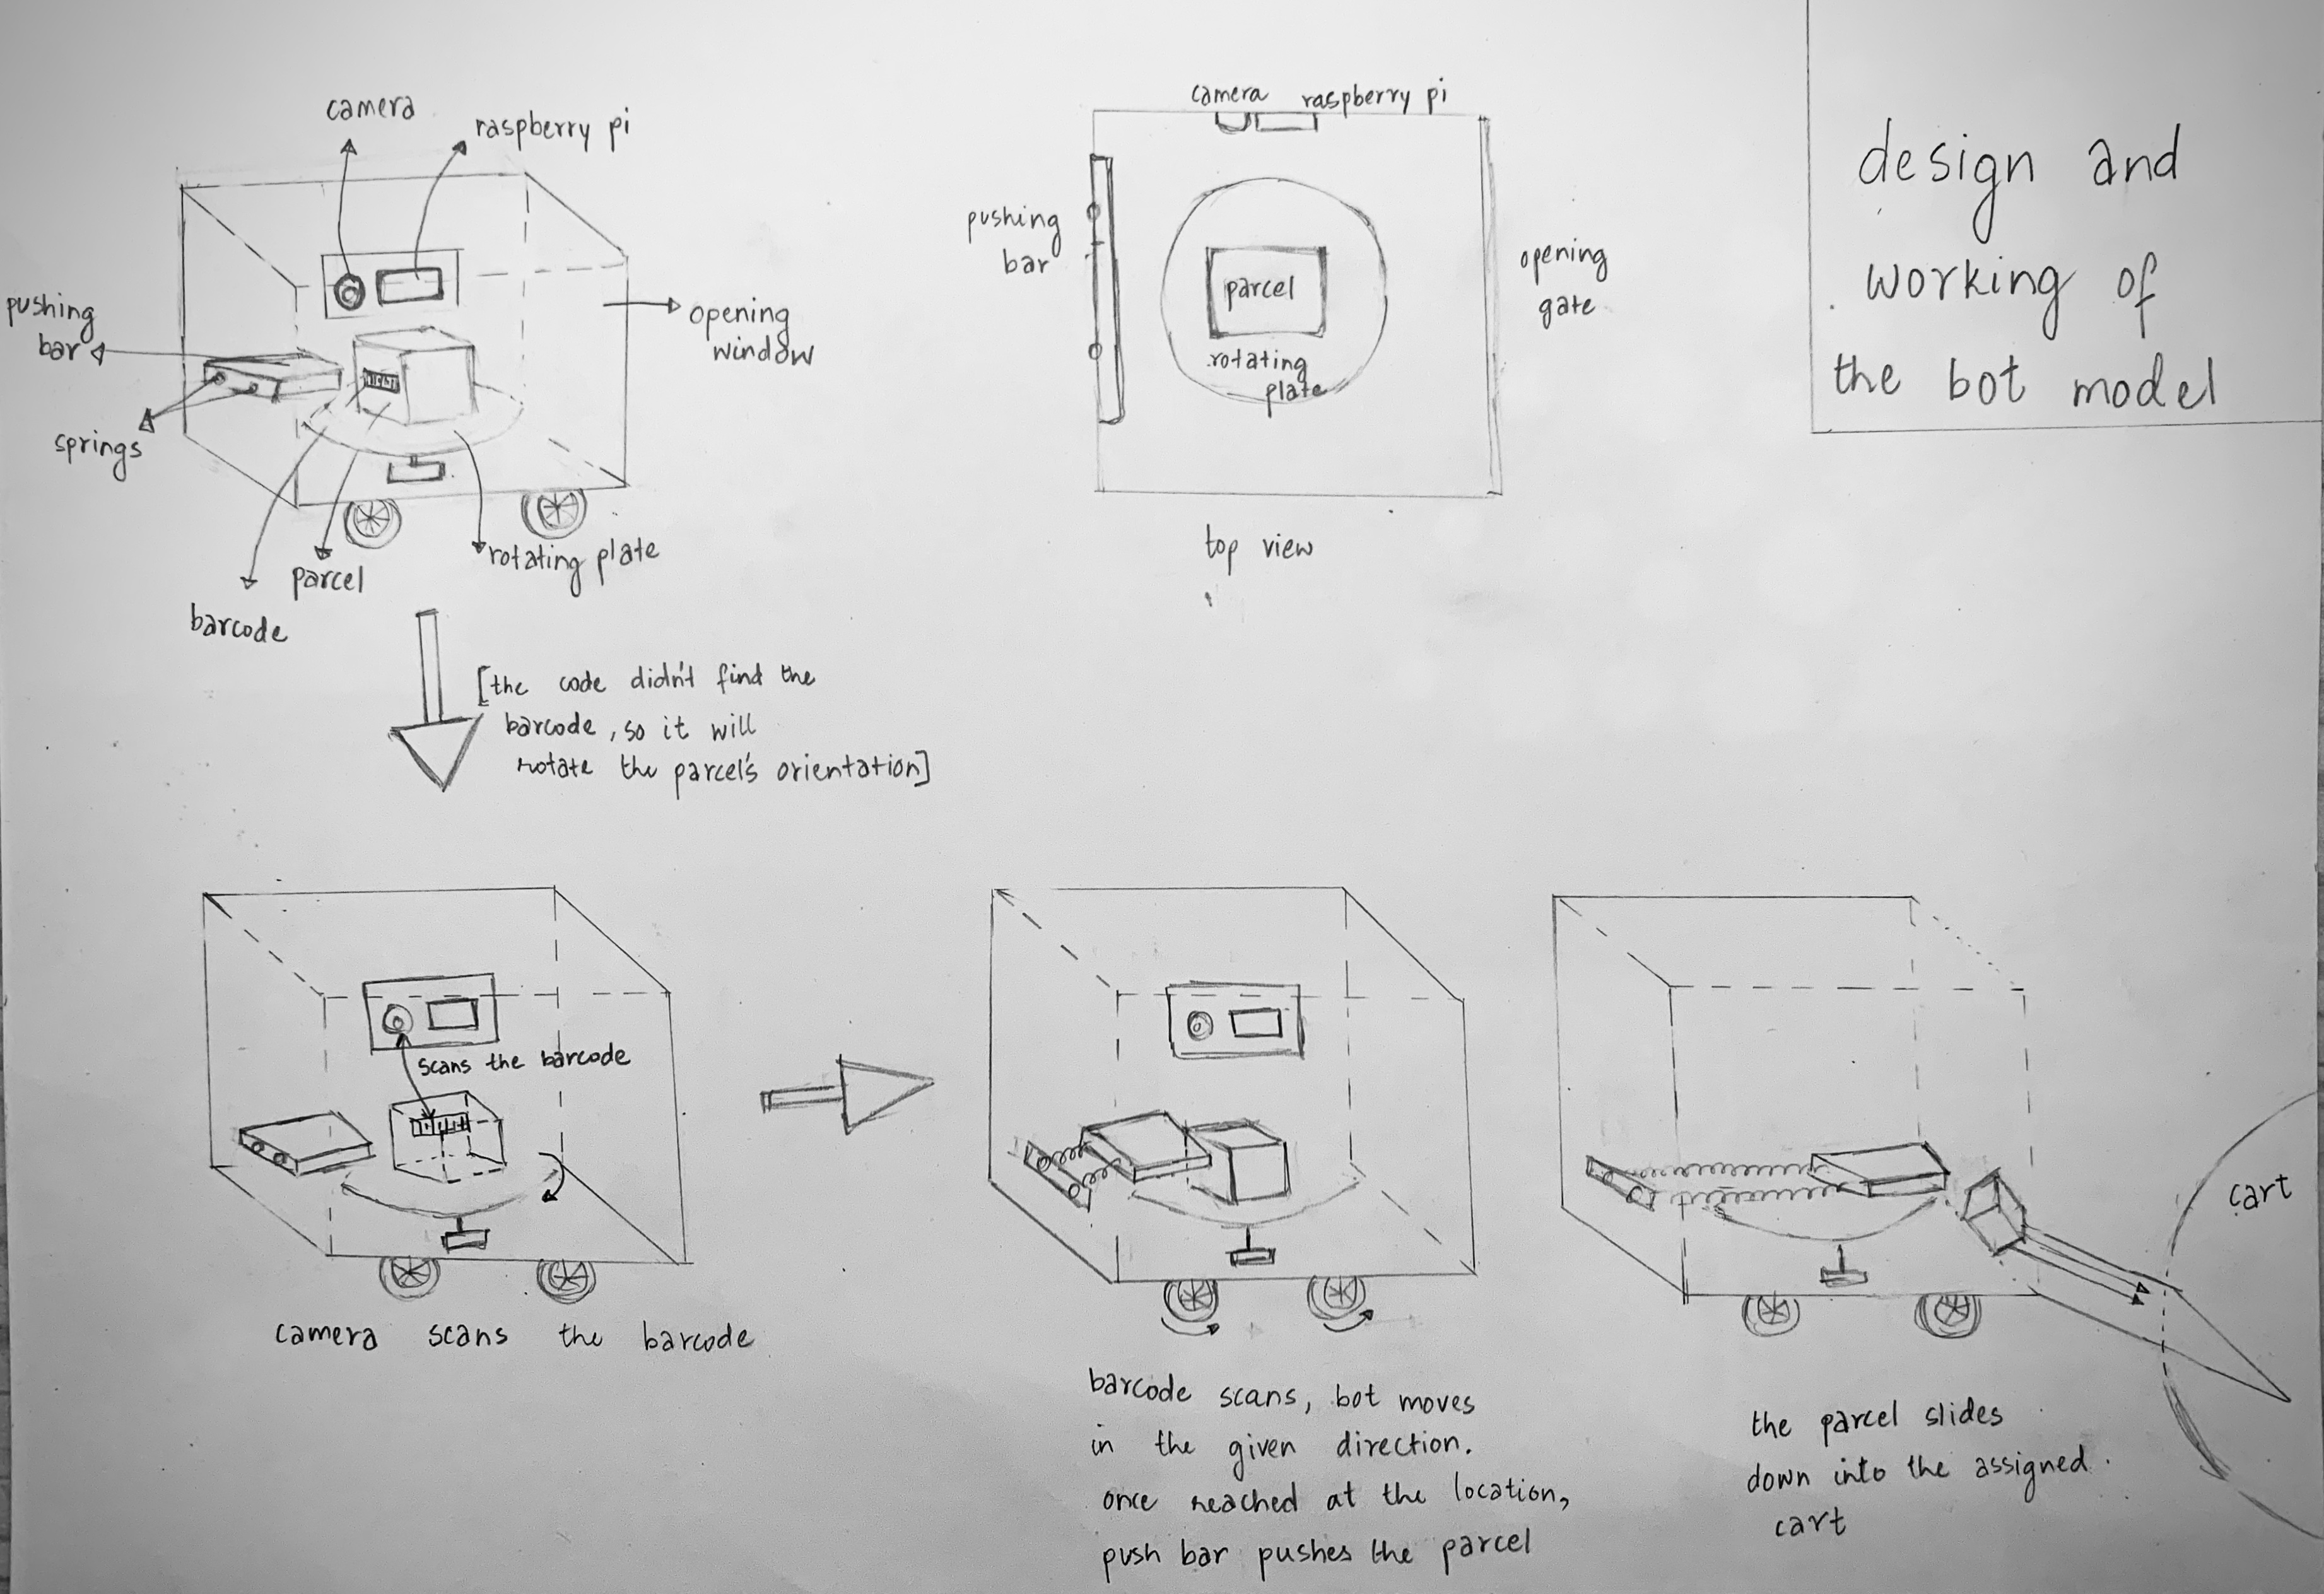 design and
working of
the bot model
camera
raspberry pi
pushing
bar
springs
opening
window
barcode
parcel
rotating plate
camera raspberry pi
pushing
bar
parcel
rotating
plate
opening
gate
top view
[the code didn't find the
barcode, so it will
rotate the parcel's orientation]
scans the barcode
camera scans the barcode
barcode scans, bot moves
in the given direction.
once reached at the location,
push bar pushes the parcel
cart
the parcel slides
down into the assigned.
cart